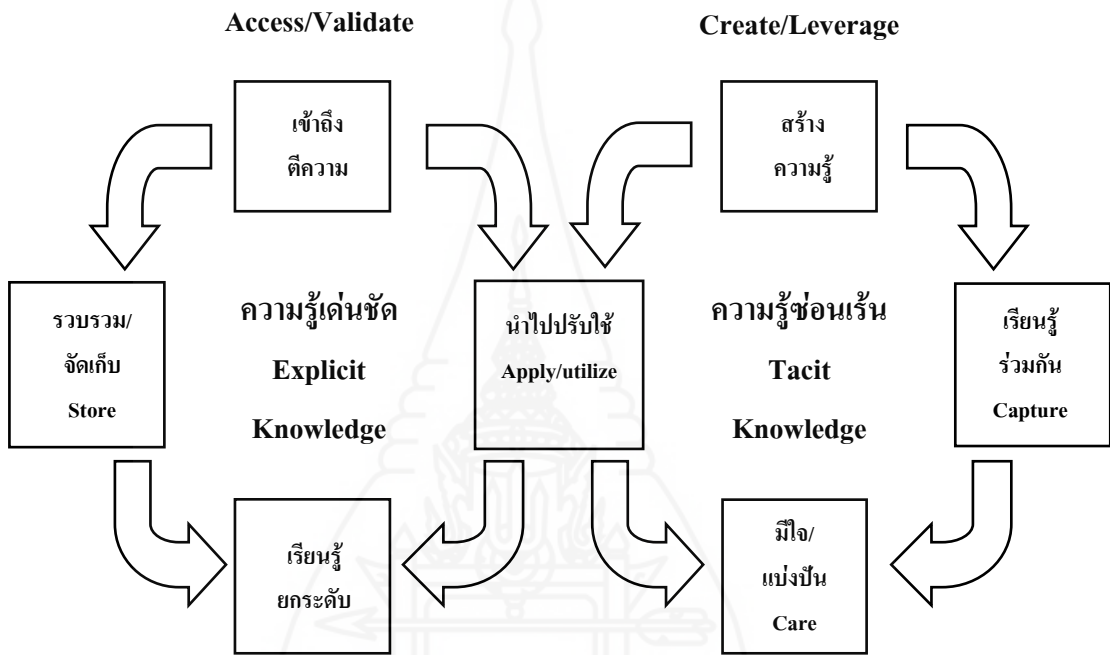 Access/Validate
Create/Leverage
เข้าถึง
ตีความ
สร้าง
ความรู้
รวบรวม/
จัดเก็บ
Store
ความรู้เด่นชัด
Explicit
Knowledge
นำไปปรับใช้
Apply/utilize
ความรู้ซ่อนเร้น
Tacit
Knowledge
เรียนรู้
ร่วมกัน
Capture
เรียนรู้
ยกระดับ
มีใจ/
แบ่งปัน
Care